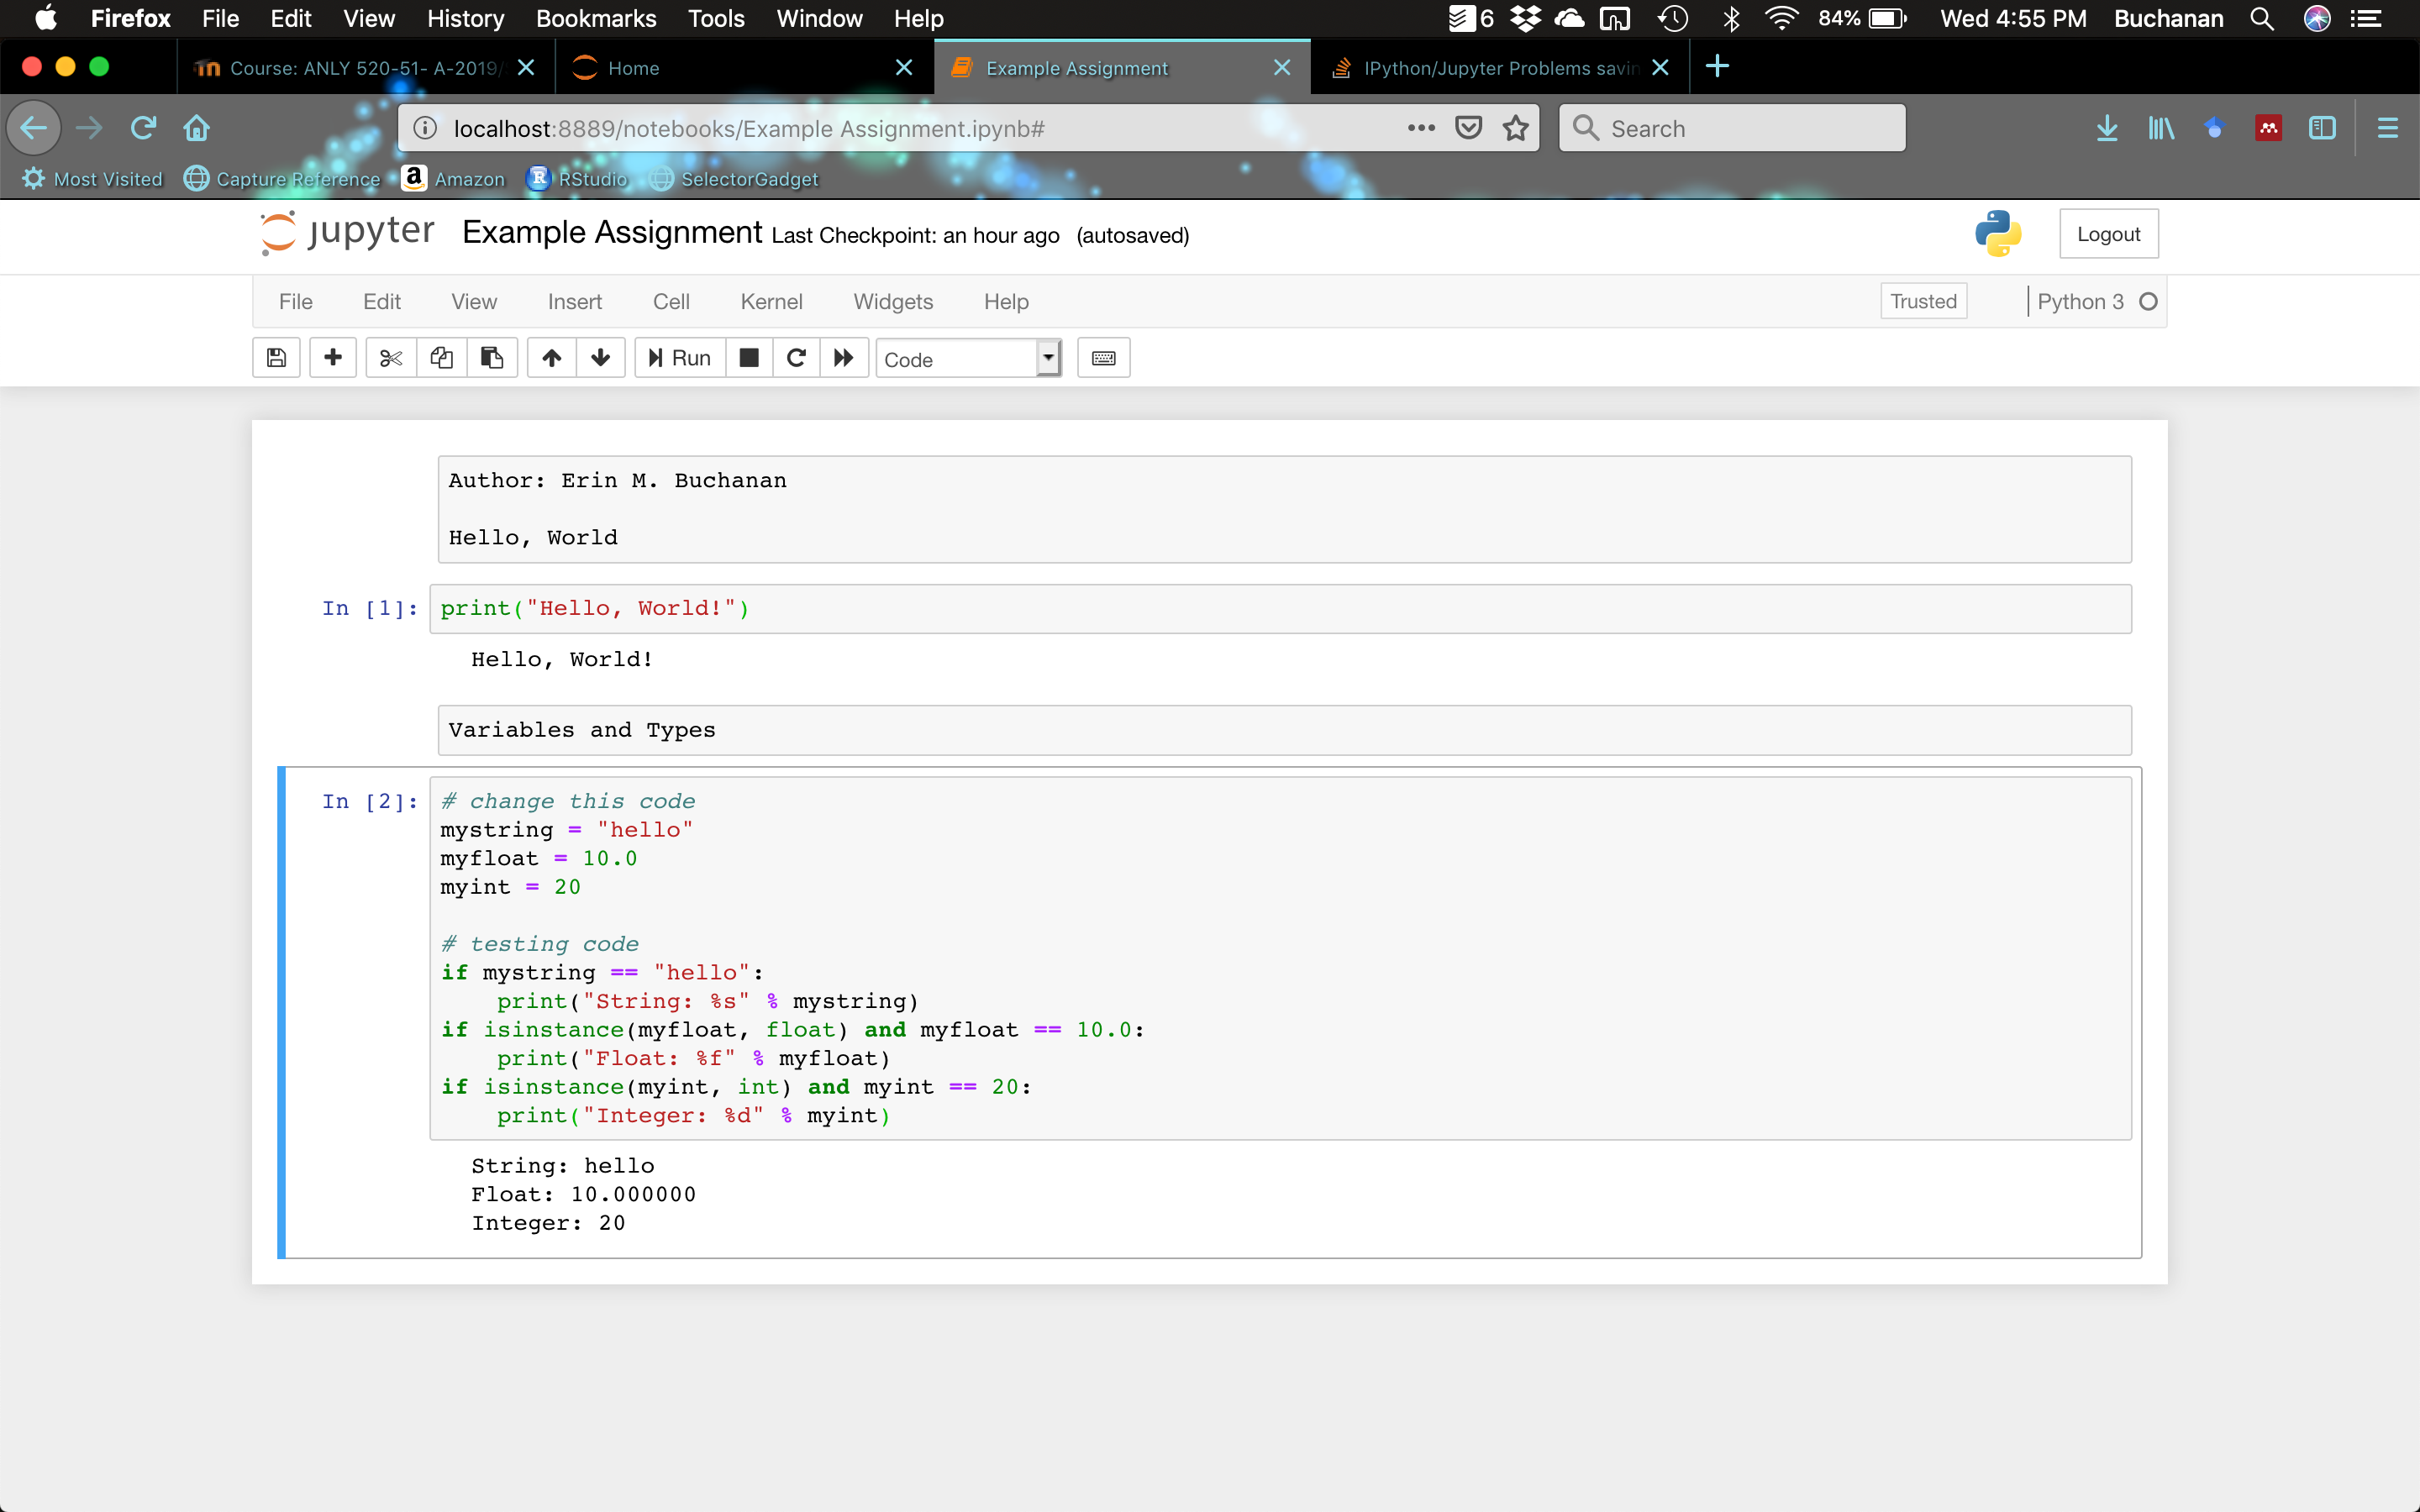 Firefox File Edit View History Bookmarks Tools Window Help 6 84% Wed 4:55 PM Buchanan
Course: ANLY 520-51- A-2019/ Home Example Assignment IPython/Jupyter Problems savin
localhost:8889/notebooks/Example Assignment.ipynb# Search
Most Visited Capture Reference a Amazon R RStudio SelectorGadget
jupyter Example Assignment Last Checkpoint: an hour ago (autosaved) Logout
File Edit View Insert Cell Kernel Widgets Help Trusted Python 3
Run Code
Author: Erin M. Buchanan
Hello, World
In [1]: print("Hello, World!")
Hello, World!
Variables and Types
In [2]: # change this code
mystring = "hello"
myfloat = 10.0
myint = 20
# testing code
if mystring == "hello":
    print("String: %s" % mystring)
if isinstance(myfloat, float) and myfloat == 10.0:
    print("Float: %f" % myfloat)
if isinstance(myint, int) and myint == 20:
    print("Integer: %d" % myint)
String: hello
Float: 10.000000
Integer: 20